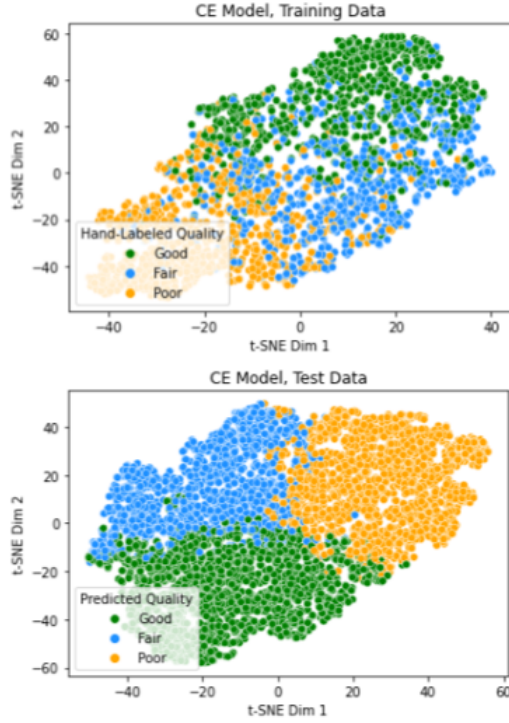 CE Model, Training Data
60
40
20
0
−20
−40
t-SNE Dim 2
Hand-Labeled Quality
Good
Fair
Poor
−40 −20 0 20 40
t-SNE Dim 1
CE Model, Test Data
40
20
0
−20
−40
−60
t-SNE Dim 2
Predicted Quality
Good
Fair
Poor
−40 −20 0 20 40 60
t-SNE Dim 1